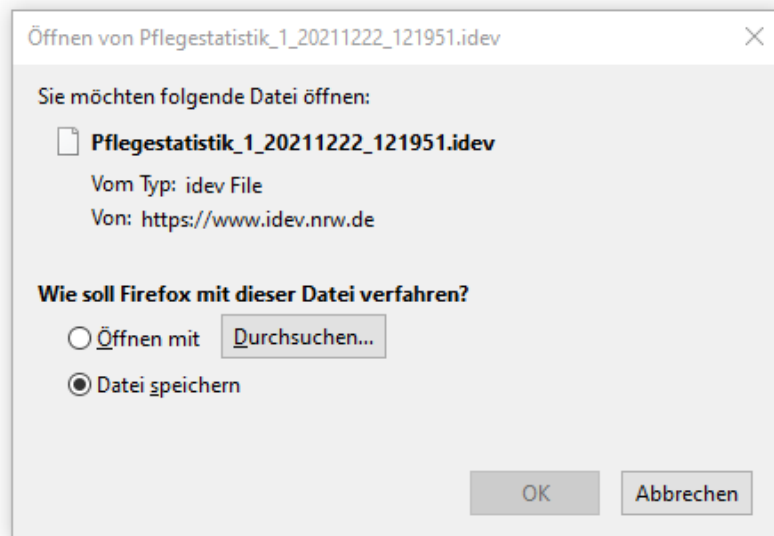 Öffnen von Pflegestatistik_1_20211222_121951.idev
Sie möchten folgende Datei öffnen:
Pflegestatistik_1_20211222_121951.idev
Vom Typ: idev File
Von: https://www.idev.nrw.de
Wie soll Firefox mit dieser Datei verfahren?
Öffnen mit Durchsuchen...
Datei speichern
OK Abbrechen